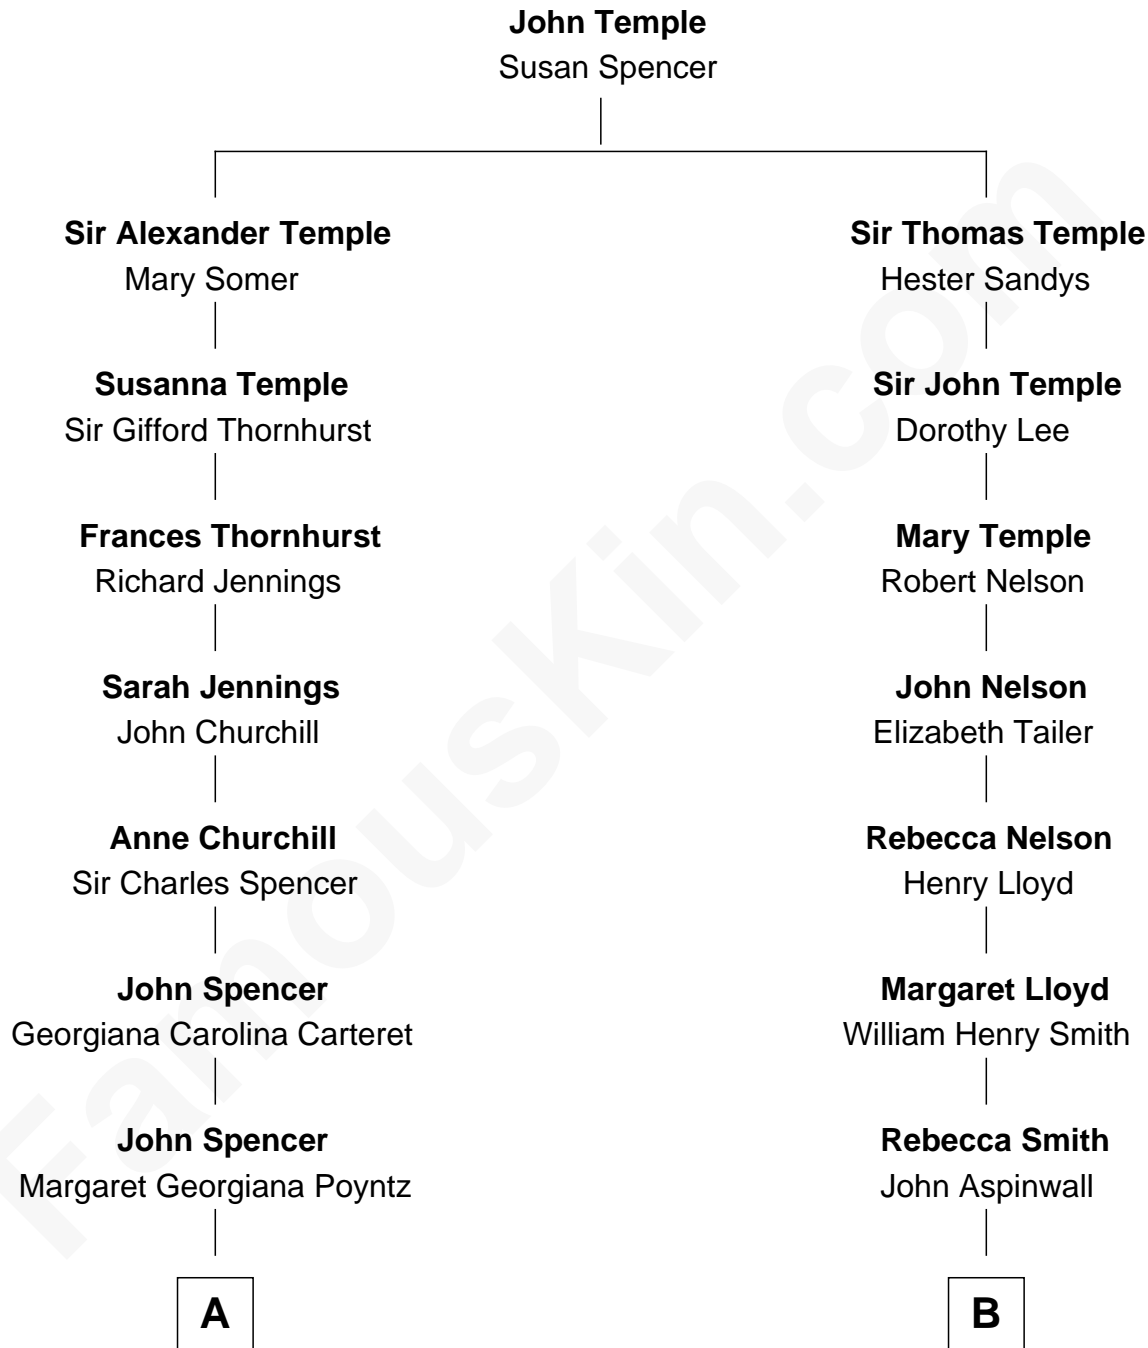 John Temple
Susan Spencer
Sir Alexander Temple
Mary Somer
Sir Thomas Temple
Hester Sandys
Susanna Temple
Sir Gifford Thornhurst
Sir John Temple
Dorothy Lee
Frances Thornhurst
Richard Jennings
Mary Temple
Robert Nelson
Sarah Jennings
John Churchill
John Nelson
Elizabeth Tailer
Anne Churchill
Sir Charles Spencer
Rebecca Nelson
Henry Lloyd
John Spencer
Georgiana Carolina Carteret
Margaret Lloyd
William Henry Smith
John Spencer
Margaret Georgiana Poyntz
Rebecca Smith
John Aspinwall
A
B
FamousKin.com